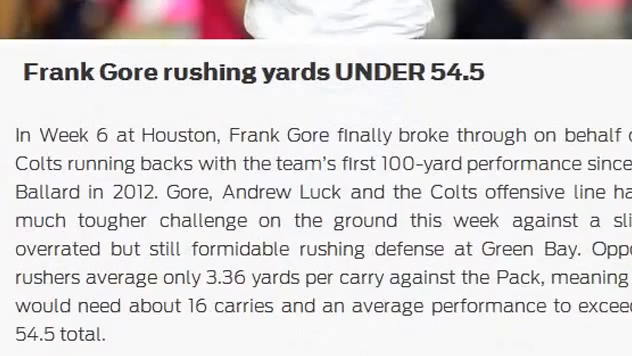 Frank Gore rushing yards UNDER 54.5
In Week 6 at Houston, Frank Gore finally broke through on behalf
Colts running backs with the team's first 100-yard performance since
Ballard in 2012. Gore, Andrew Luck and the Colts offensive line
much tougher challenge on the ground this week against a
overrated but still formidable rushing defense at Green Bay.
rushers average only 3.36 yards per carry against the Pack, meaning
would need about 16 carries and an average performance to
54.5 total.